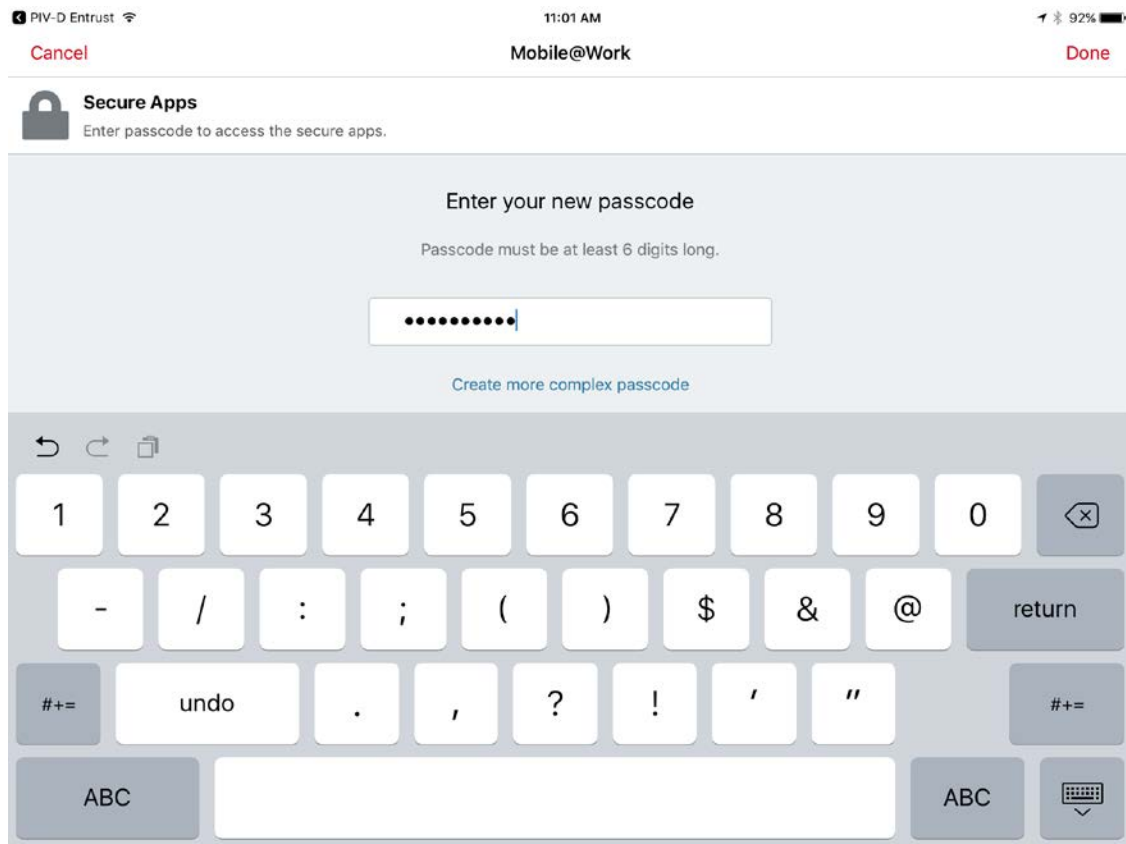 PIV-D Entrust 11:01 AM 92%
Cancel Mobile@Work Done
Secure Apps
Enter passcode to access the secure apps.
Enter your new passcode
Passcode must be at least 6 digits long.
••••••••••
Create more complex passcode
1 2 3 4 5 6 7 8 9 0
- / : ; ( ) $ & @ return
#+= undo . , ? ! ' " #+=
ABC ABC